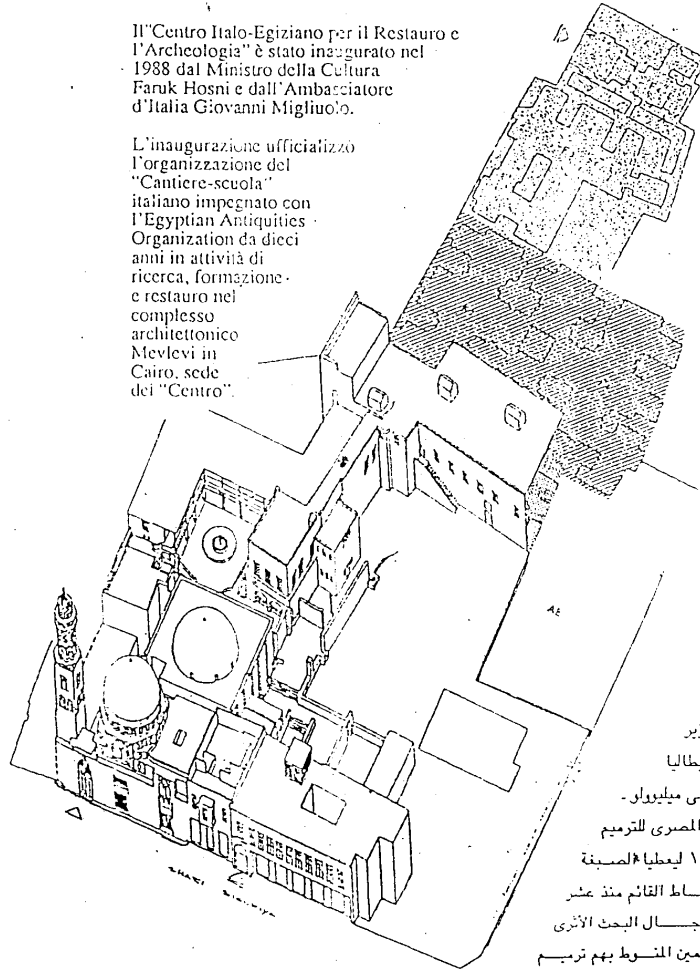 Il "Centro Italo-Egiziano per il Restauro e
l'Archeologia" è stato inaugurato nel
1988 dal Ministro della Cultura
Faruk Hosni e dall'Ambasciatore
d'Italia Giovanni Migliuolo.
L'inaugurazione ufficializzò
l'organizzazione del
"Cantiere-scuola"
italiano impegnato con
l'Egyptian Antiquities
Organization da dieci
anni in attività di
ricerca, formazione
e restauro nel
complesso
architettonico
Mevlevi in
Cairo, sede
del "Centro".
AE
SHARI
ميليوولو -
المصرى للترميم
ليعطيا الصبغة
القائم منذ عشر
البحث الأثرى
المنوط بهم ترميم